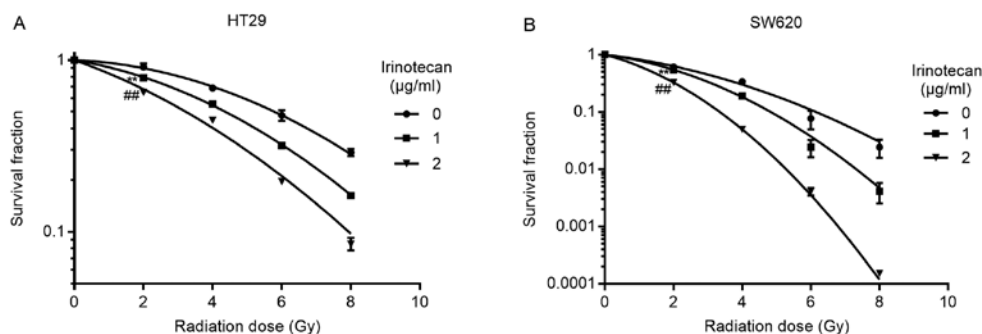 A
HT29
Survival fraction
1
0.1
**
##
0
2
4
6
8
10
Radiation dose (Gy)
Irinotecan
(μg/ml)
0
1
2
B
SW620
Survival fraction
1
0.1
0.01
0.001
0.0001
**
##
0
2
4
6
8
10
Radiation dose (Gy)
Irinotecan
(μg/ml)
0
1
2